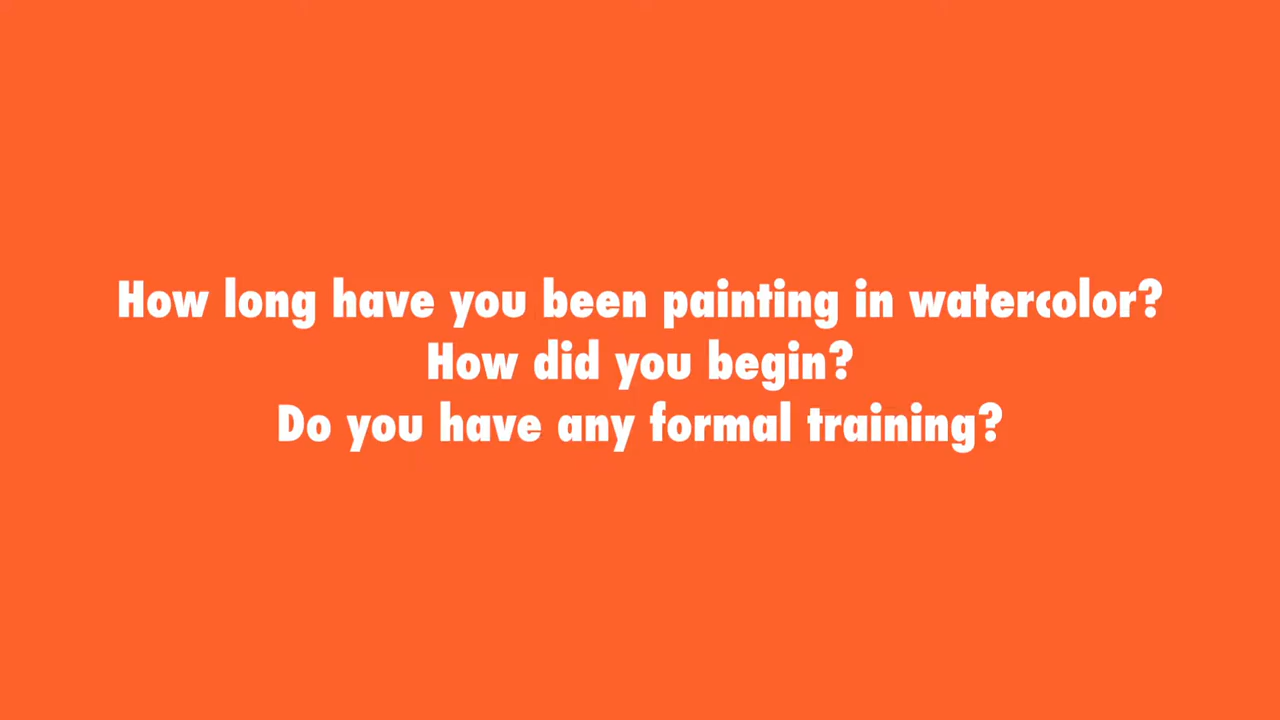 How long have you been painting in watercolor?
How did you begin?
Do you have any formal training?